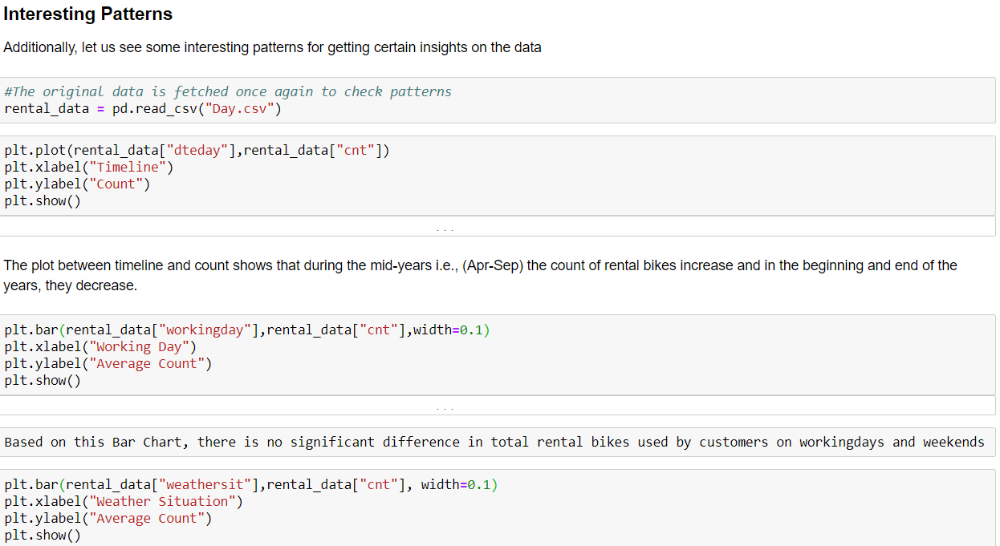 Interesting Patterns
Additionally, let us see some interesting patterns for getting certain insights on the data
#The original data is fetched once again to check patterns
rental_data = pd.read_csv("Day.csv")
plt.plot(rental_data["dteday"],rental_data["cnt"])
plt.xlabel("Timeline")
plt.ylabel("Count")
plt.show()
...
The plot between timeline and count shows that during the mid-years i.e., (Apr-Sep) the count of rental bikes increase and in the beginning and end of the
years, they decrease.
plt.bar(rental_data["workingday"],rental_data["cnt"],width=0.1)
plt.xlabel("Working Day")
plt.ylabel("Average Count")
plt.show()
...
Based on this Bar Chart, there is no significant difference in total rental bikes used by customers on workingdays and weekends
plt.bar(rental_data["weathersit"],rental_data["cnt"], width=0.1)
plt.xlabel("Weather Situation")
plt.ylabel("Average Count")
plt.show()